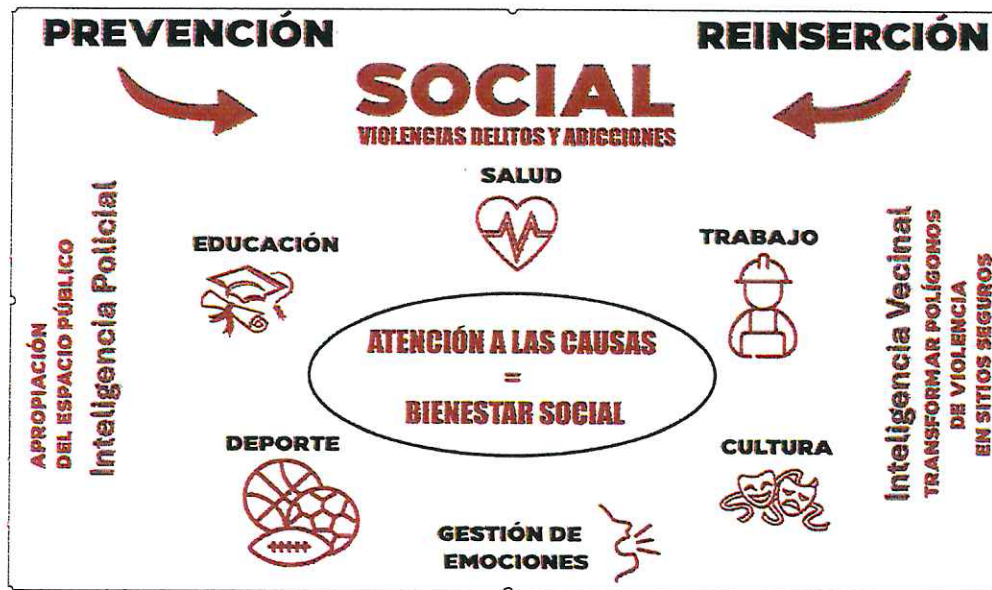 PREVENCIÓN
REINSERCIÓN
SOCIAL
VIOLENCIAS DELITOS Y ADICCIONES
SALUD
EDUCACIÓN
TRABAJO
APROPIACIÓN
DEL ESPACIO PÚBLICO
Inteligencia Policial
ATENCIÓN A LAS CAUSAS
=
BIENESTAR SOCIAL
Inteligencia Vecinal
TRANSFORMAR POLÍGONOS
DE VIOLENCIA
EN SITIOS SEGUROS
DEPORTE
CULTURA
GESTIÓN DE
EMOCIONES